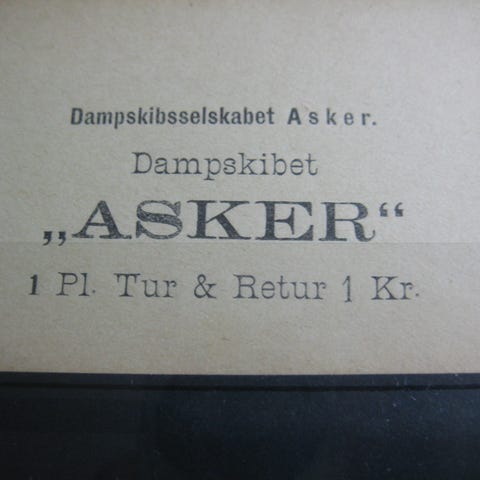 Dampskibsselskabet Asker.
Dampskibet
„ASKER“
1 Pl. Tur & Retur 1 Kr.